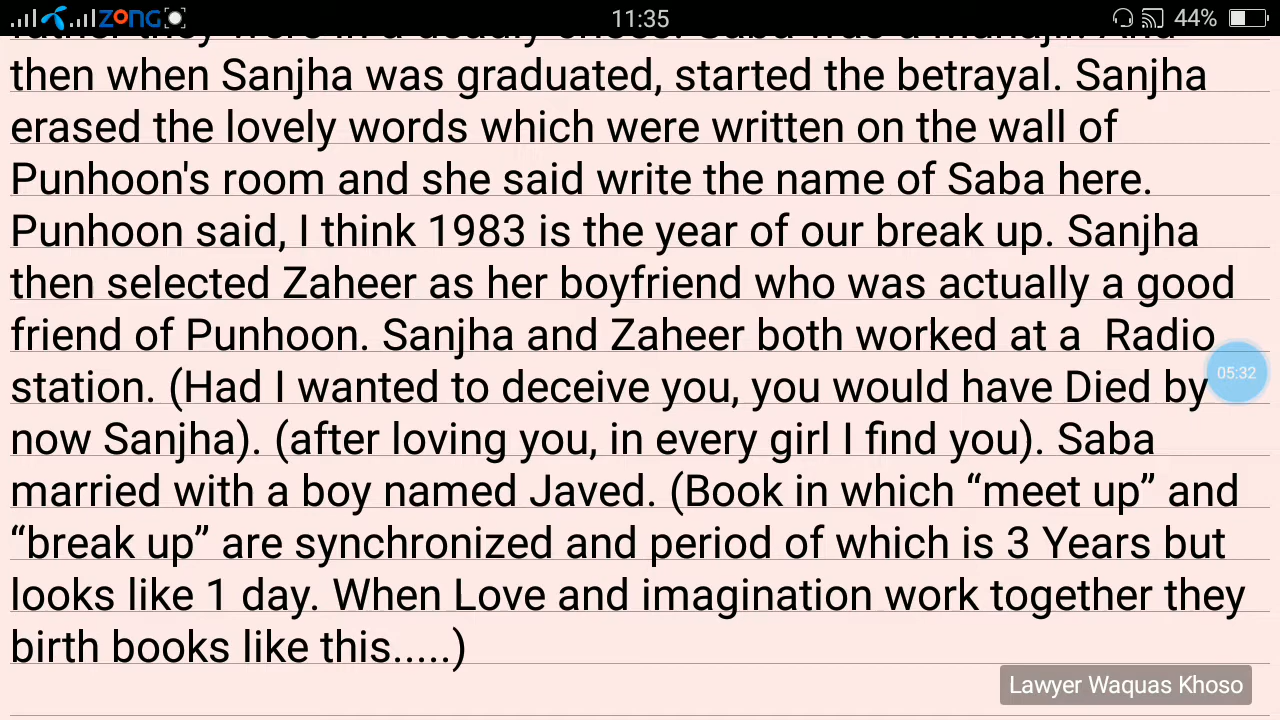 zong 11:35 44%
then when Sanjha was graduated, started the betrayal. Sanjha
erased the lovely words which were written on the wall of
Punhoon's room and she said write the name of Saba here.
Punhoon said, I think 1983 is the year of our break up. Sanjha
then selected Zaheer as her boyfriend who was actually a good
friend of Punhoon. Sanjha and Zaheer both worked at a  Radio
station. (Had I wanted to deceive you, you would have Died by
05:32
now Sanjha). (after loving you, in every girl I find you). Saba
married with a boy named Javed. (Book in which “meet up” and
“break up” are synchronized and period of which is 3 Years but
looks like 1 day. When Love and imagination work together they
birth books like this.....)
Lawyer Waquas Khoso